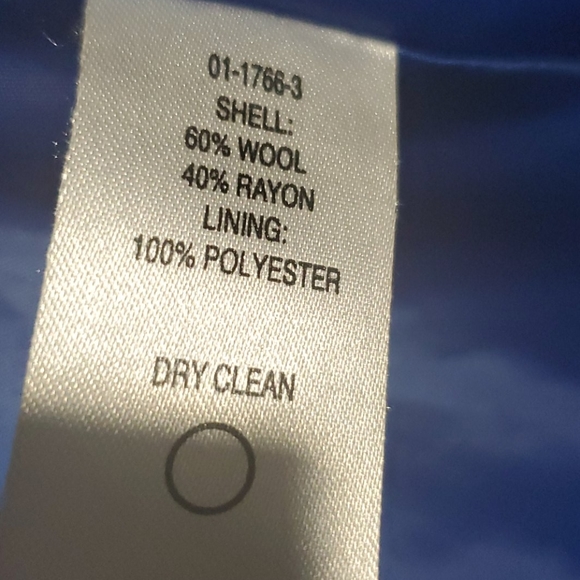 01-1766-3
SHELL:
60% WOOL
40% RAYON
LINING:
100% POLYESTER
DRY CLEAN